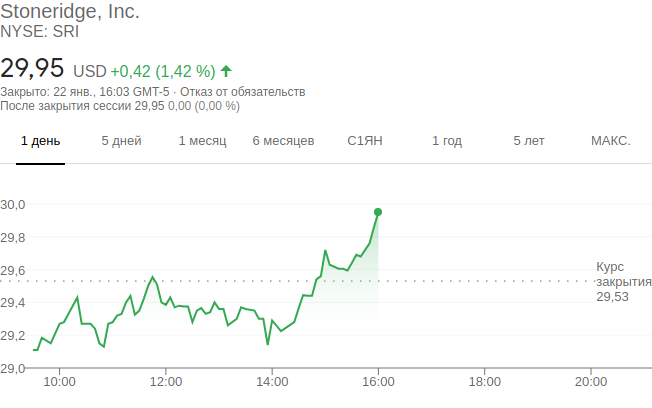 Stoneridge, Inc.
NYSE: SRI
29,95 USD +0,42 (1,42 %)
Закрыто: 22 янв., 16:03 GMT-5 · Отказ от обязательств
После закрытия сессии 29,95 0,00 (0,00 %)
1 день 5 дней 1 месяц 6 месяцев С1ЯН 1 год 5 лет МАКС.
30,0
29,8
29,6
29,4
29,2
29,0
Курс
закрытия
29,53
10:00 12:00 14:00 16:00 18:00 20:00